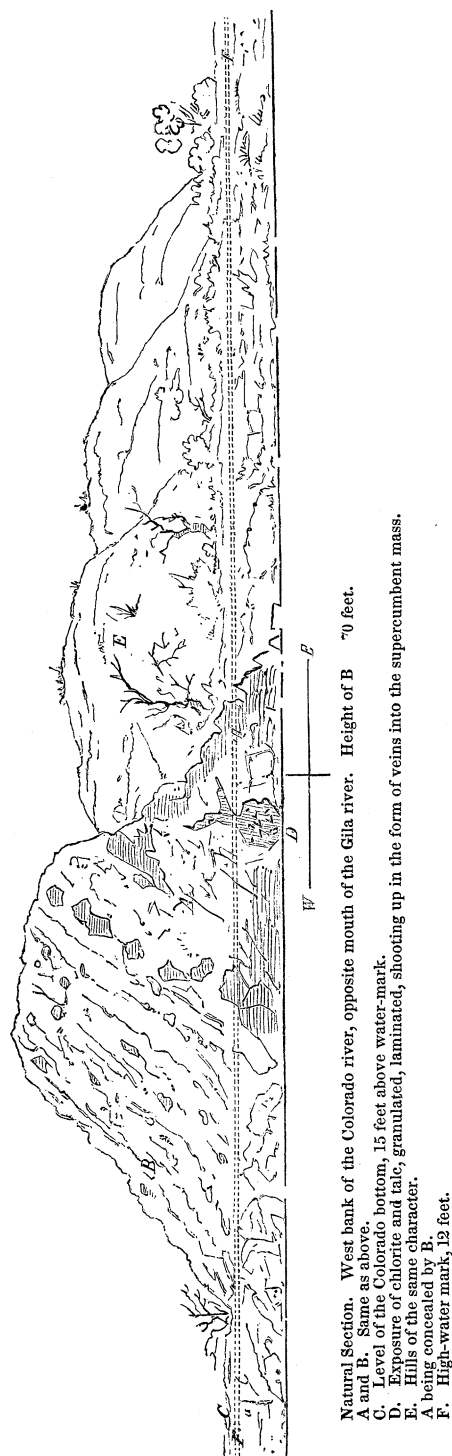 B
E
C
F
a
c
D
W
E
Natural Section. West bank of the Colorado river, opposite mouth of the Gila river. Height of B 70 feet.
A and B. Same as above.
C. Level of the Colorado bottom, 15 feet above water-mark.
D. Exposure of chlorite and talc, granulated, laminated, shooting up in the form of veins into the supercumbent mass.
E. Hills of the same character.
A being concealed by B.
F. High-water mark, 12 feet.